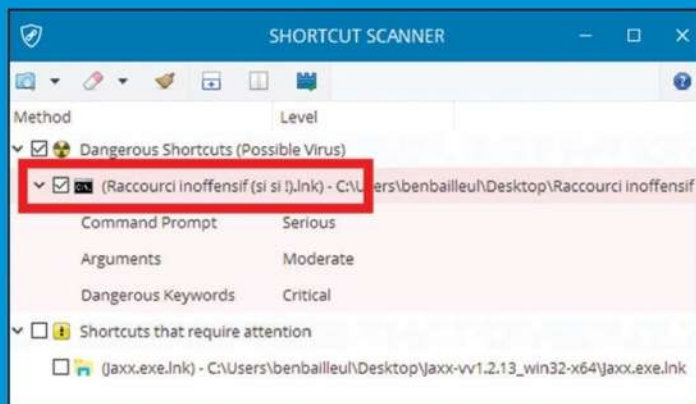 SHORTCUT SCANNER
Method Level
Dangerous Shortcuts (Possible Virus)
(Raccourci inoffensif (si si !).lnk) - C:\Users\benbailleul\Desktop\Raccourci inoffensif
Command Prompt Serious
Arguments Moderate
Dangerous Keywords Critical
Shortcuts that require attention
(Jaxx.exe.lnk) - C:\Users\benbailleul\Desktop\Jaxx-vv1.2.13_win32-x64\Jaxx.exe.lnk